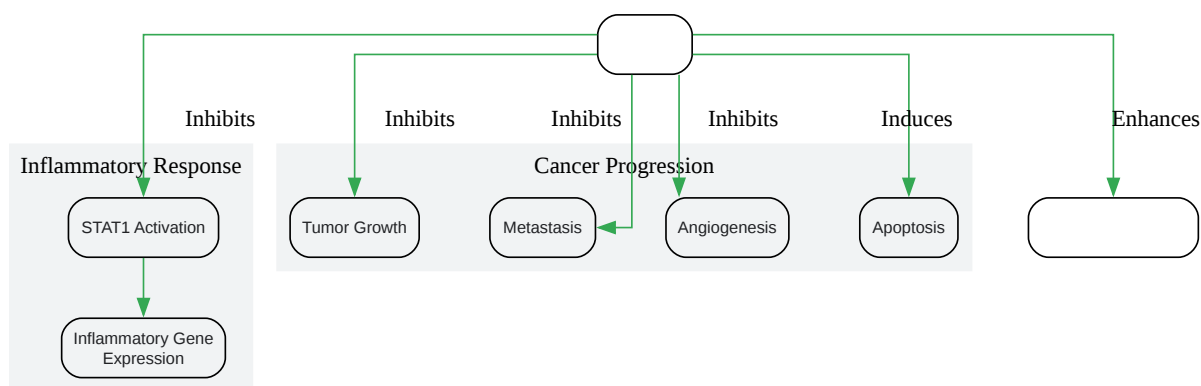 Inhibits
Inhibits
Inhibits
Inhibits
Induces
Enhances
Inflammatory Response
Cancer Progression
STAT1 Activation
Tumor Growth
Metastasis
Angiogenesis
Apoptosis
Inflammatory Gene
Expression